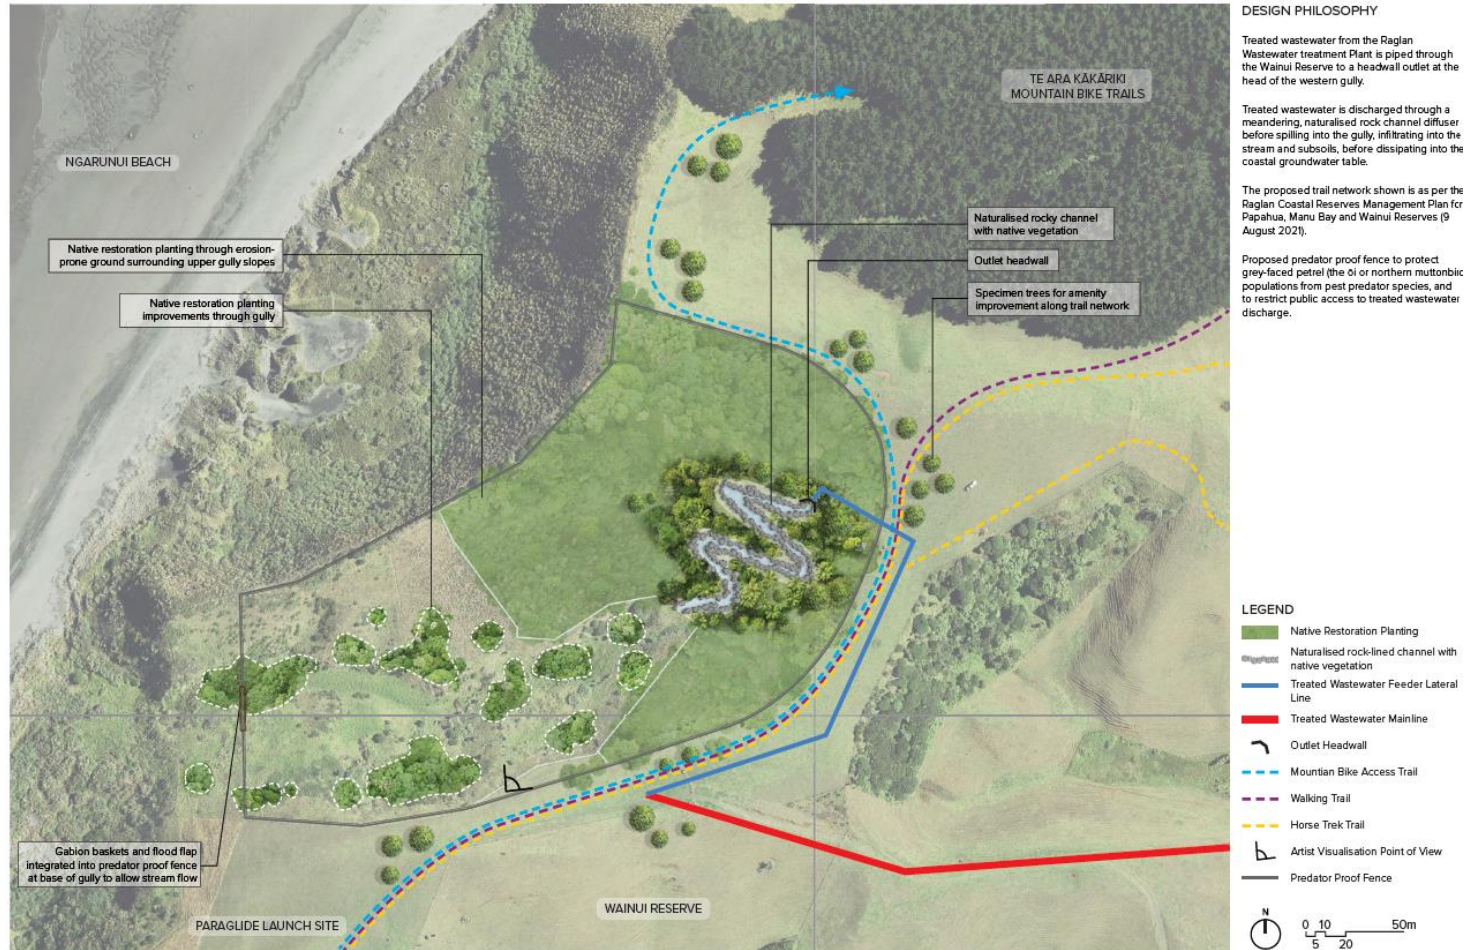 DESIGN PHILOSOPHY
Treated wastewater from the Raglan
Wastewater treatment Plant is piped through
the Wainui Reserve to a headwall outlet at the
head of the western gully.
Treated wastewater is discharged through a
meandering, naturalised rock channel diffuser
before spilling into the gully, infiltrating into the
stream and subsoils, before dissipating into the
coastal groundwater table.
The proposed trail network shown is as per the
Raglan Coastal Reserves Management Plan for
Papahua, Manu Bay and Wainui Reserves (9
August 2021).
Proposed predator proof fence to protect
grey-faced petrel (the ōi or northern muttonbird
populations from pest predator species, and
to restrict public access to treated wastewater
discharge.
TE ARA KĀKĀRIKI
MOUNTAIN BIKE TRAILS
NGARUNUI BEACH
Naturalised rocky channel
with native vegetation
Outlet headwall
Specimen trees for amenity
improvement along trail network
Native restoration planting through erosion-
prone ground surrounding upper gully slopes
Native restoration planting
improvements through gully
Gabion baskets and flood flap
integrated into predator proof fence
at base of gully to allow stream flow
PARAGLIDE LAUNCH SITE
WAINUI RESERVE
LEGEND
Native Restoration Planting
Naturalised rock-lined channel with
native vegetation
Treated Wastewater Feeder Lateral
Line
Treated Wastewater Mainline
Outlet Headwall
Mountian Bike Access Trail
Walking Trail
Horse Trek Trail
Artist Visualisation Point of View
Predator Proof Fence
N
0 10 50m
5 20